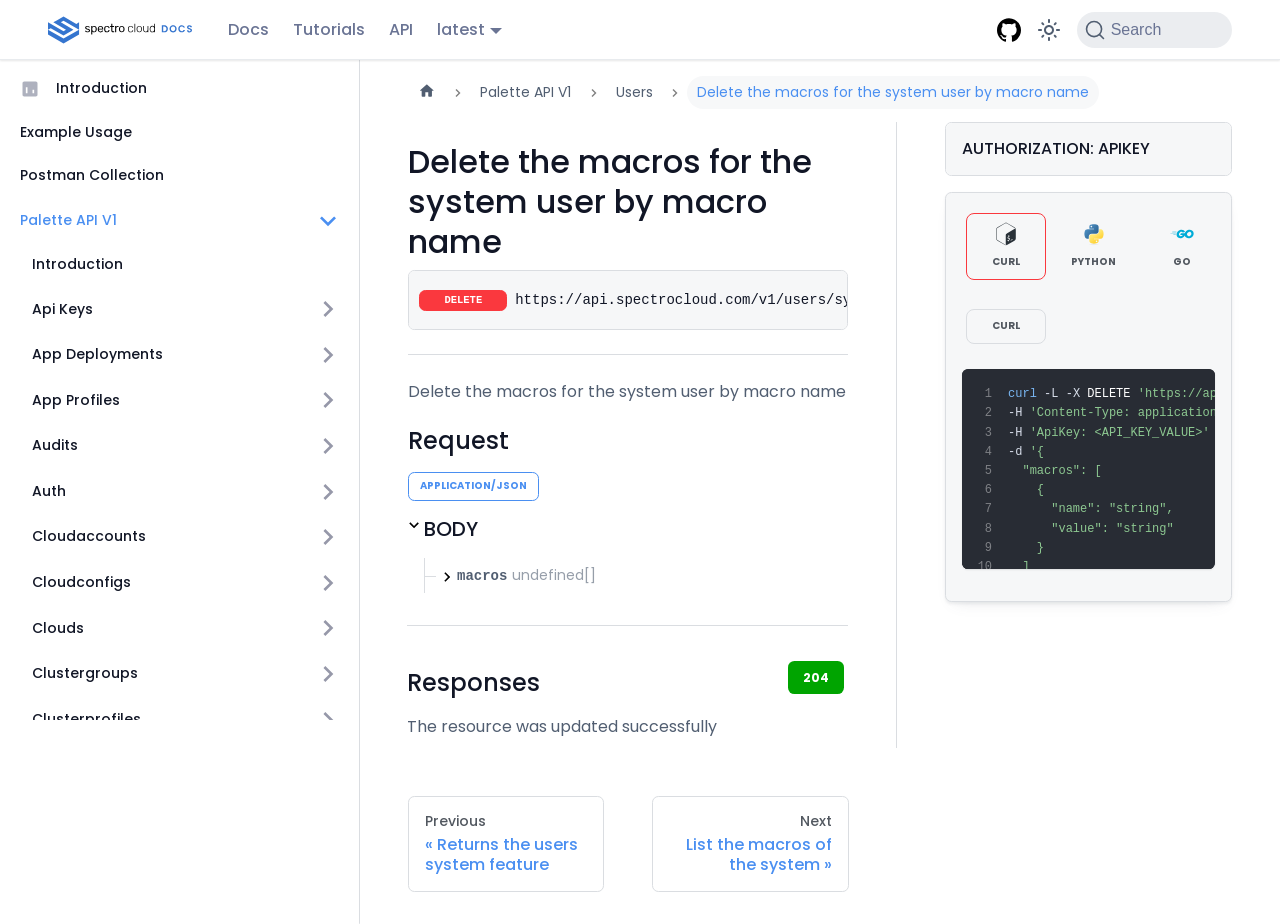 spectro cloud DOCS
Docs
Tutorials
API
latest
Search
Introduction
Example Usage
Postman Collection
Palette API V1
Introduction
Api Keys
App Deployments
App Profiles
Audits
Auth
Cloudaccounts
Cloudconfigs
Clouds
Clustergroups
Clusterprofiles
Palette API V1
Users
Delete the macros for the system user by macro name
Delete the macros for the
system user by macro
name
DELETE https://api.spectrocloud.com/v1/users/sy
Delete the macros for the system user by macro name
Request
APPLICATION/JSON
BODY
macros undefined[]
Responses
204
The resource was updated successfully
Previous
« Returns the users
system feature
Next
List the macros of
the system »
AUTHORIZATION: APIKEY
CURL
PYTHON
GO
CURL
1 curl -L -X DELETE 'https://ap
2 -H 'Content-Type: application
3 -H 'ApiKey: <API_KEY_VALUE>'
4 -d '{
5 "macros": [
6 {
7 "name": "string",
8 "value": "string"
9 }
10 ]